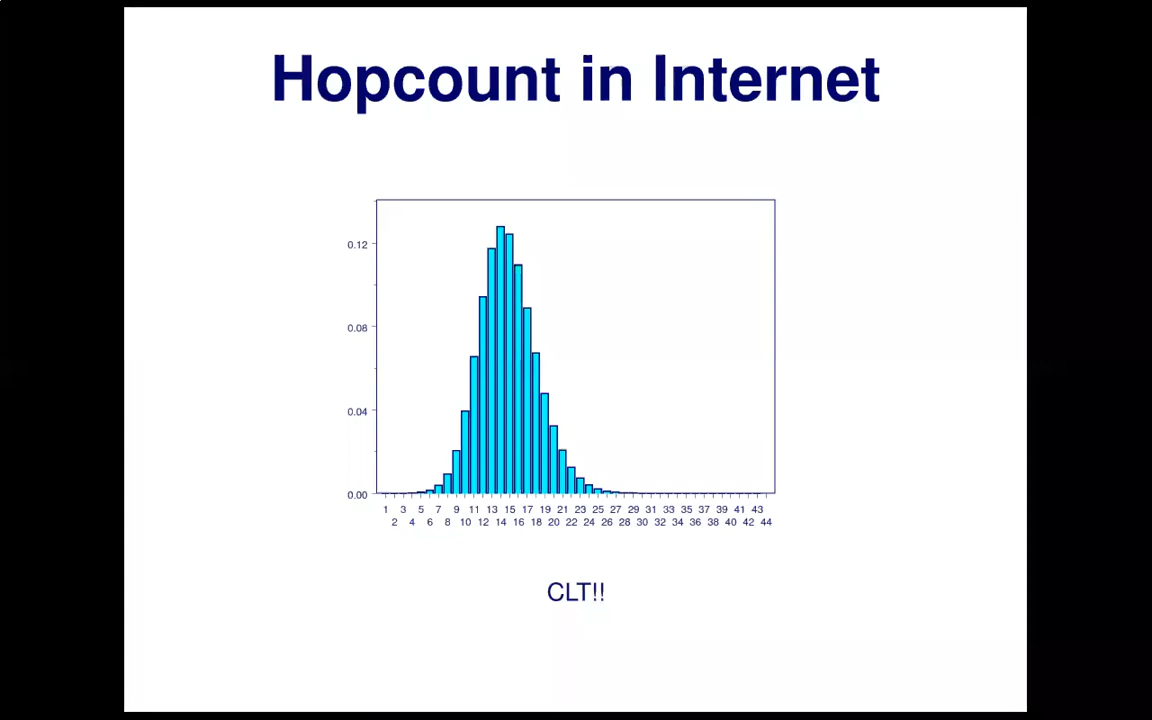 Hopcount in Internet
0.12
0.08
0.04
0.00
1 3 5 7 9 11 13 15 17 19 21 23 25 27 29 31 33 35 37 39 41 43
2 4 6 8 10 12 14 16 18 20 22 24 26 28 30 32 34 36 38 40 42 44
CLT!!